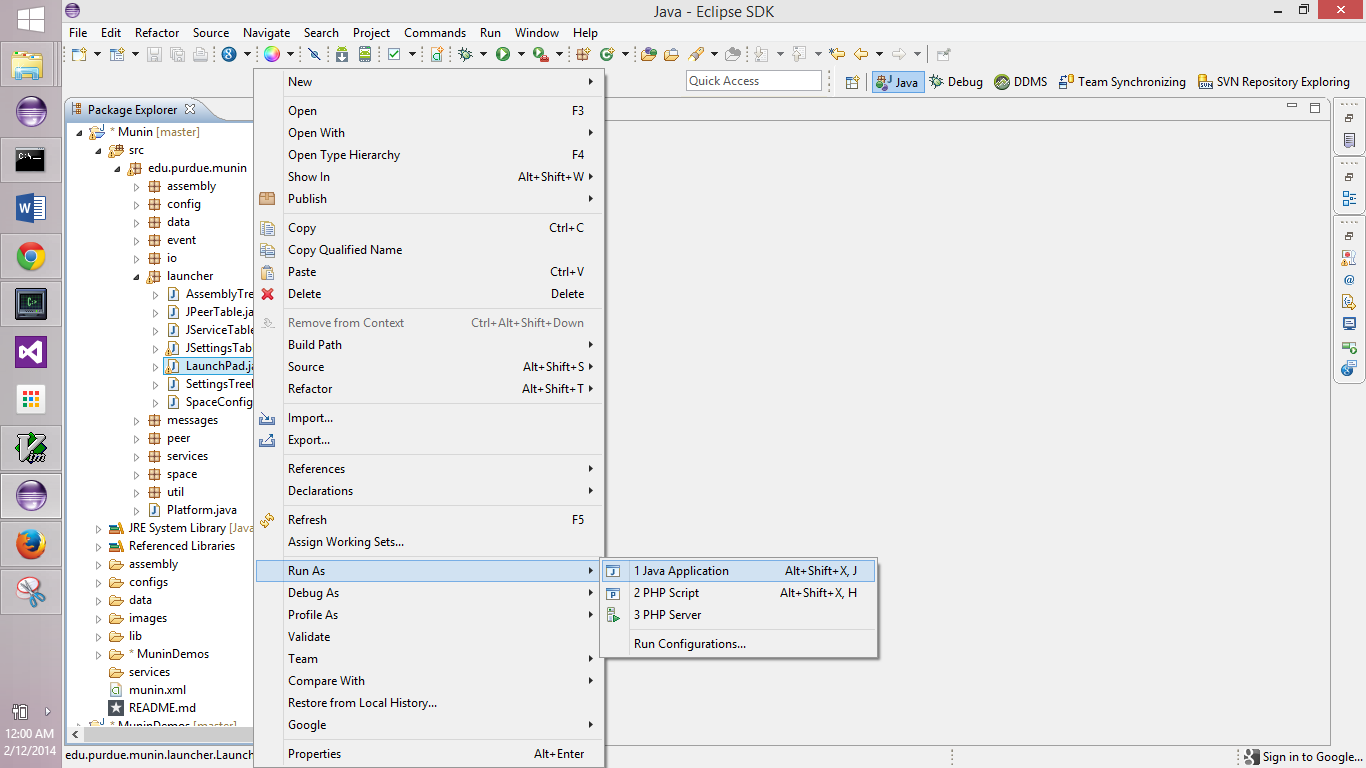 Java - Eclipse SDK
File Edit Refactor Source Navigate Search Project Commands Run Window Help
Quick Access
Java Debug DDMS Team Synchronizing SVN Repository Exploring
Package Explorer
* Munin [master]
src
edu.purdue.munin
assembly
config
data
event
io
launcher
AssemblyTre
JPeerTable.ja
JServiceTable
JSettingsTab
LaunchPad.ja
SettingsTree
SpaceConfig
messages
peer
services
space
util
Platform.java
JRE System Library [Java
Referenced Libraries
assembly
configs
data
images
lib
* MuninDemos
services
munin.xml
README.md
* MuninDemos [master]
edu.purdue.munin.launcher.Launch
New
Open F3
Open With
Open Type Hierarchy F4
Show In Alt+Shift+W
Publish
Copy Ctrl+C
Copy Qualified Name
Paste Ctrl+V
Delete Delete
Remove from Context Ctrl+Alt+Shift+Down
Build Path
Source Alt+Shift+S
Refactor Alt+Shift+T
Import...
Export...
References
Declarations
Refresh F5
Assign Working Sets...
Run As
Debug As
Profile As
Validate
Team
Compare With
Restore from Local History...
Google
Properties Alt+Enter
1 Java Application Alt+Shift+X, J
2 PHP Script Alt+Shift+X, H
3 PHP Server
Run Configurations...
12:00 AM
2/12/2014
Sign in to Google...